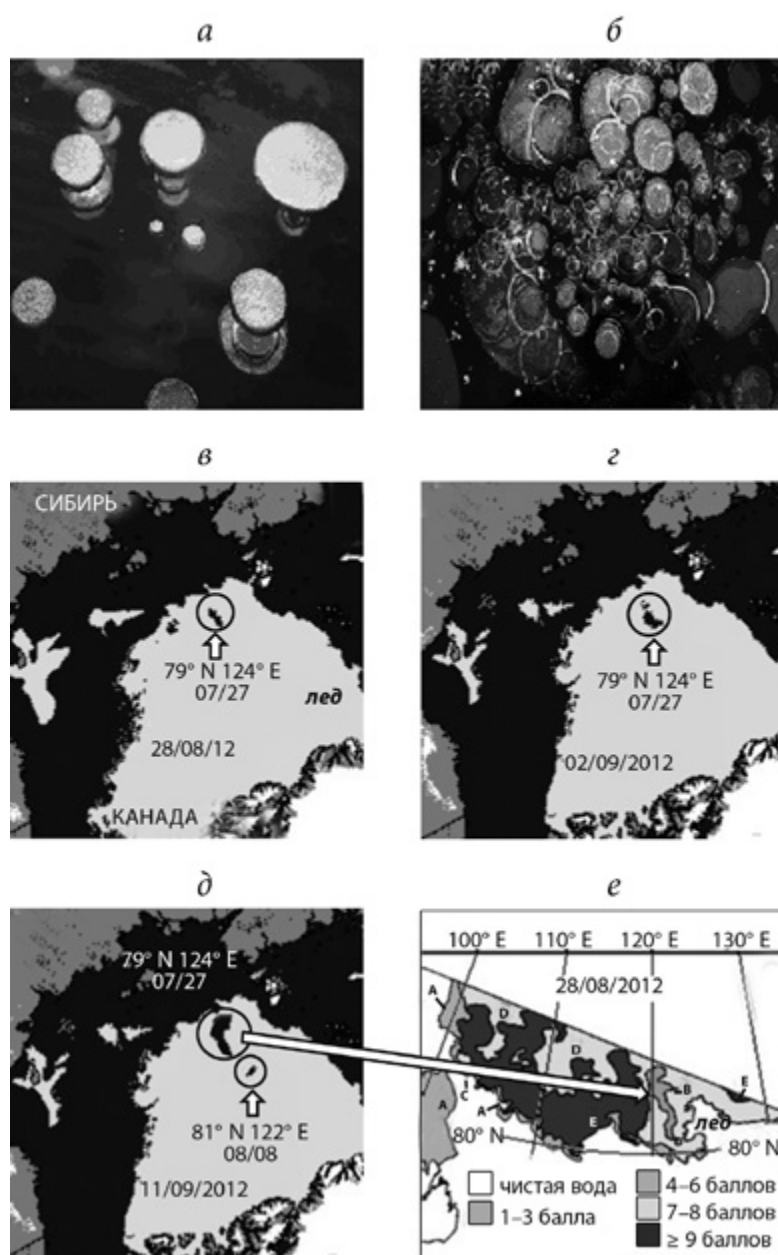 а
б
в
СИБИРЬ
79° N 124° E
07/27
лед
28/08/12
КАНАДА
г
79° N 124° E
07/27
02/09/2012
д
79° N 124° E
07/27
81° N 122° E
08/08
11/09/2012
е
100° E 110° E 120° E 130° E
28/08/2012
A
D
D
E
B
C
A
A
E
лед
80° N
80° N
чистая вода
1–3 балла
4–6 баллов
7–8 баллов
≥ 9 баллов